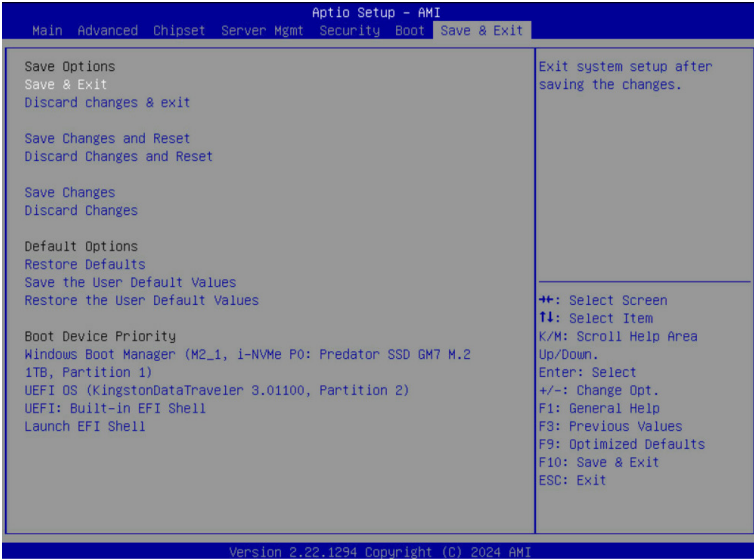 Aptio Setup – AMI
Main Advanced Chipset Server Mgmt Security Boot Save & Exit
Save Options
Save & Exit
Discard changes & exit
Save Changes and Reset
Discard Changes and Reset
Save Changes
Discard Changes
Default Options
Restore Defaults
Save the User Default Values
Restore the User Default Values
Boot Device Priority
Windows Boot Manager (M2_1, i-NVMe P0: Predator SSD GM7 M.2
1TB, Partition 1)
UEFI OS (KingstonDataTraveler 3.01100, Partition 2)
UEFI: Built-in EFI Shell
Launch EFI Shell
Exit system setup after
saving the changes.
→←: Select Screen
↑↓: Select Item
K/M: Scroll Help Area
Up/Down.
Enter: Select
+/-: Change Opt.
F1: General Help
F3: Previous Values
F9: Optimized Defaults
F10: Save & Exit
ESC: Exit
Version 2.22.1294 Copyright (C) 2024 AMI